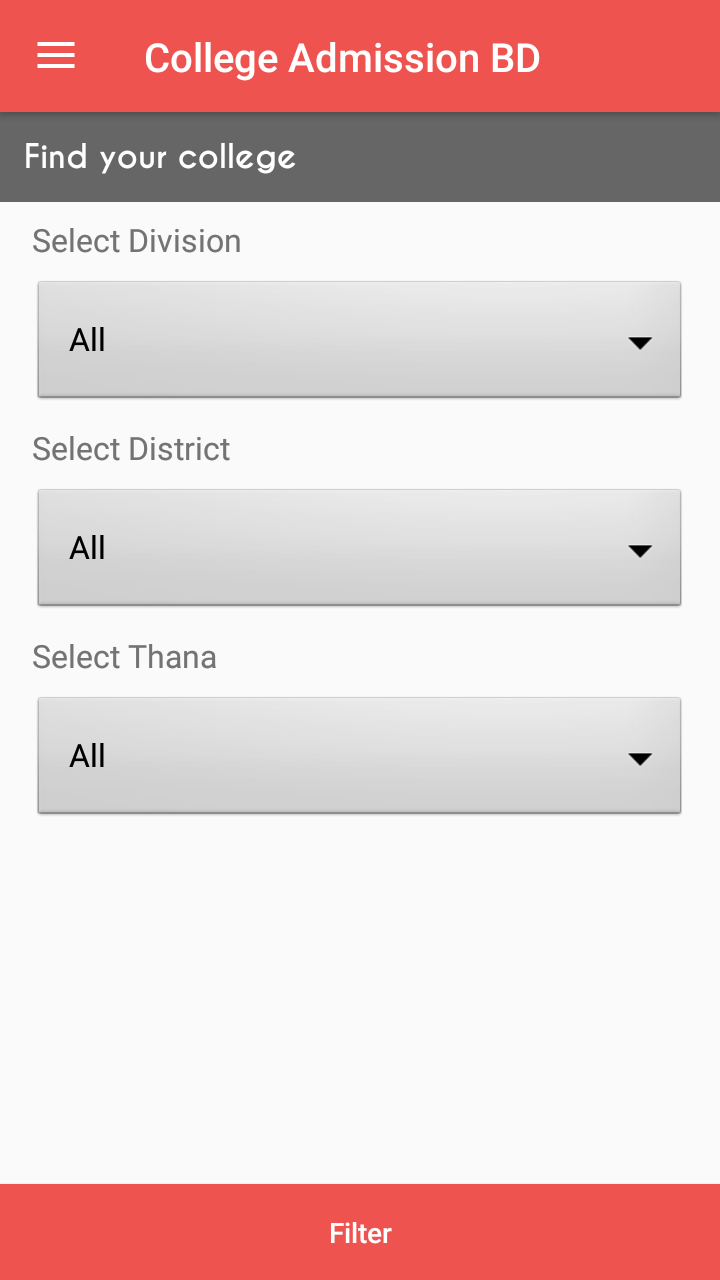 College Admission BD
Find your college
Select Division
All
Select District
All
Select Thana
All
Filter